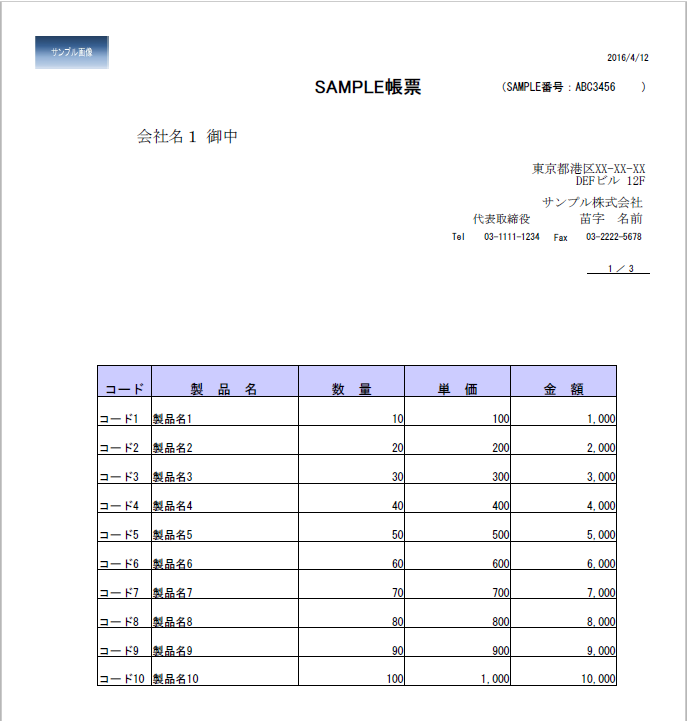 サンプル画像
2016/4/12
SAMPLE帳票 (SAMPLE番号：ABC3456 )
会社名１ 御中
東京都港区XX-XX-XX
DEFビル 12F
サンプル株式会社
代表取締役 苗字 名前
Tel 03-1111-1234 Fax 03-2222-5678
1 ／ 3
コード 製 品 名 数 量 単 価 金 額
コード1 製品名1 10 100 1,000
コード2 製品名2 20 200 2,000
コード3 製品名3 30 300 3,000
コード4 製品名4 40 400 4,000
コード5 製品名5 50 500 5,000
コード6 製品名6 60 600 6,000
コード7 製品名7 70 700 7,000
コード8 製品名8 80 800 8,000
コード9 製品名9 90 900 9,000
コード10 製品名10 100 1,000 10,000